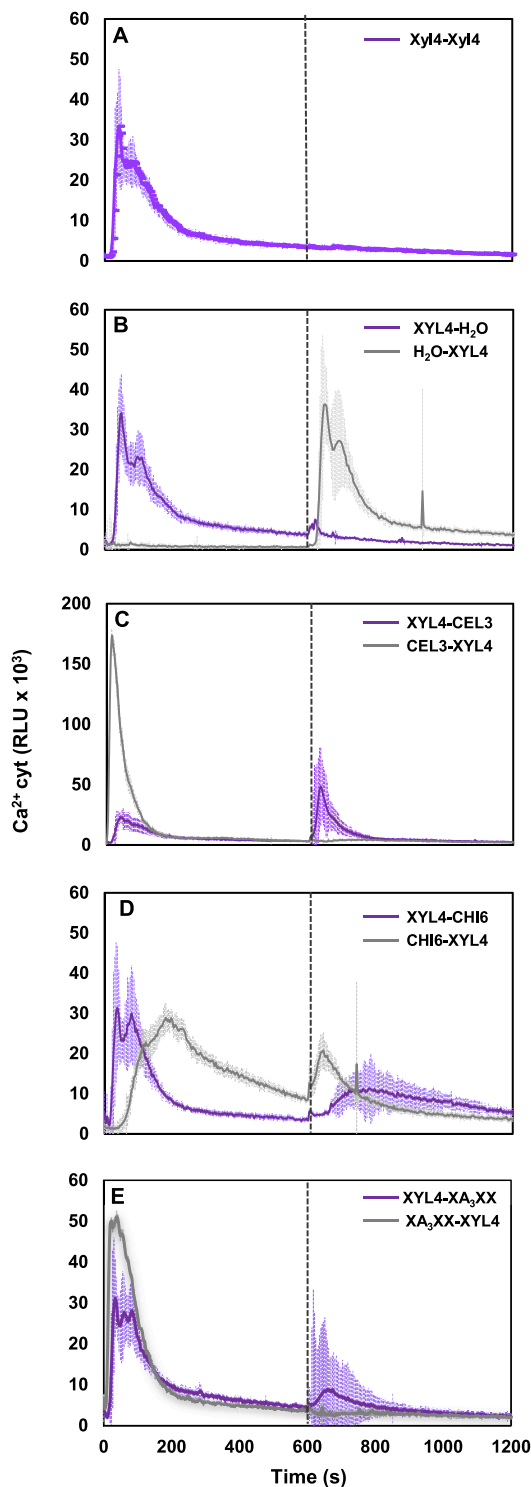 A
Xyl4-Xyl4
60
50
40
30
20
10
0
B
XYL4-H₂O
H₂O-XYL4
60
50
40
30
20
10
0
C
XYL4-CEL3
CEL3-XYL4
200
150
100
50
0
Ca²⁺ cyt (RLU x 10³)
D
XYL4-CHI6
CHI6-XYL4
60
50
40
30
20
10
0
E
XYL4-XA₃XX
XA₃XX-XYL4
60
50
40
30
20
10
0
0 200 400 600 800 1000 1200
Time (s)